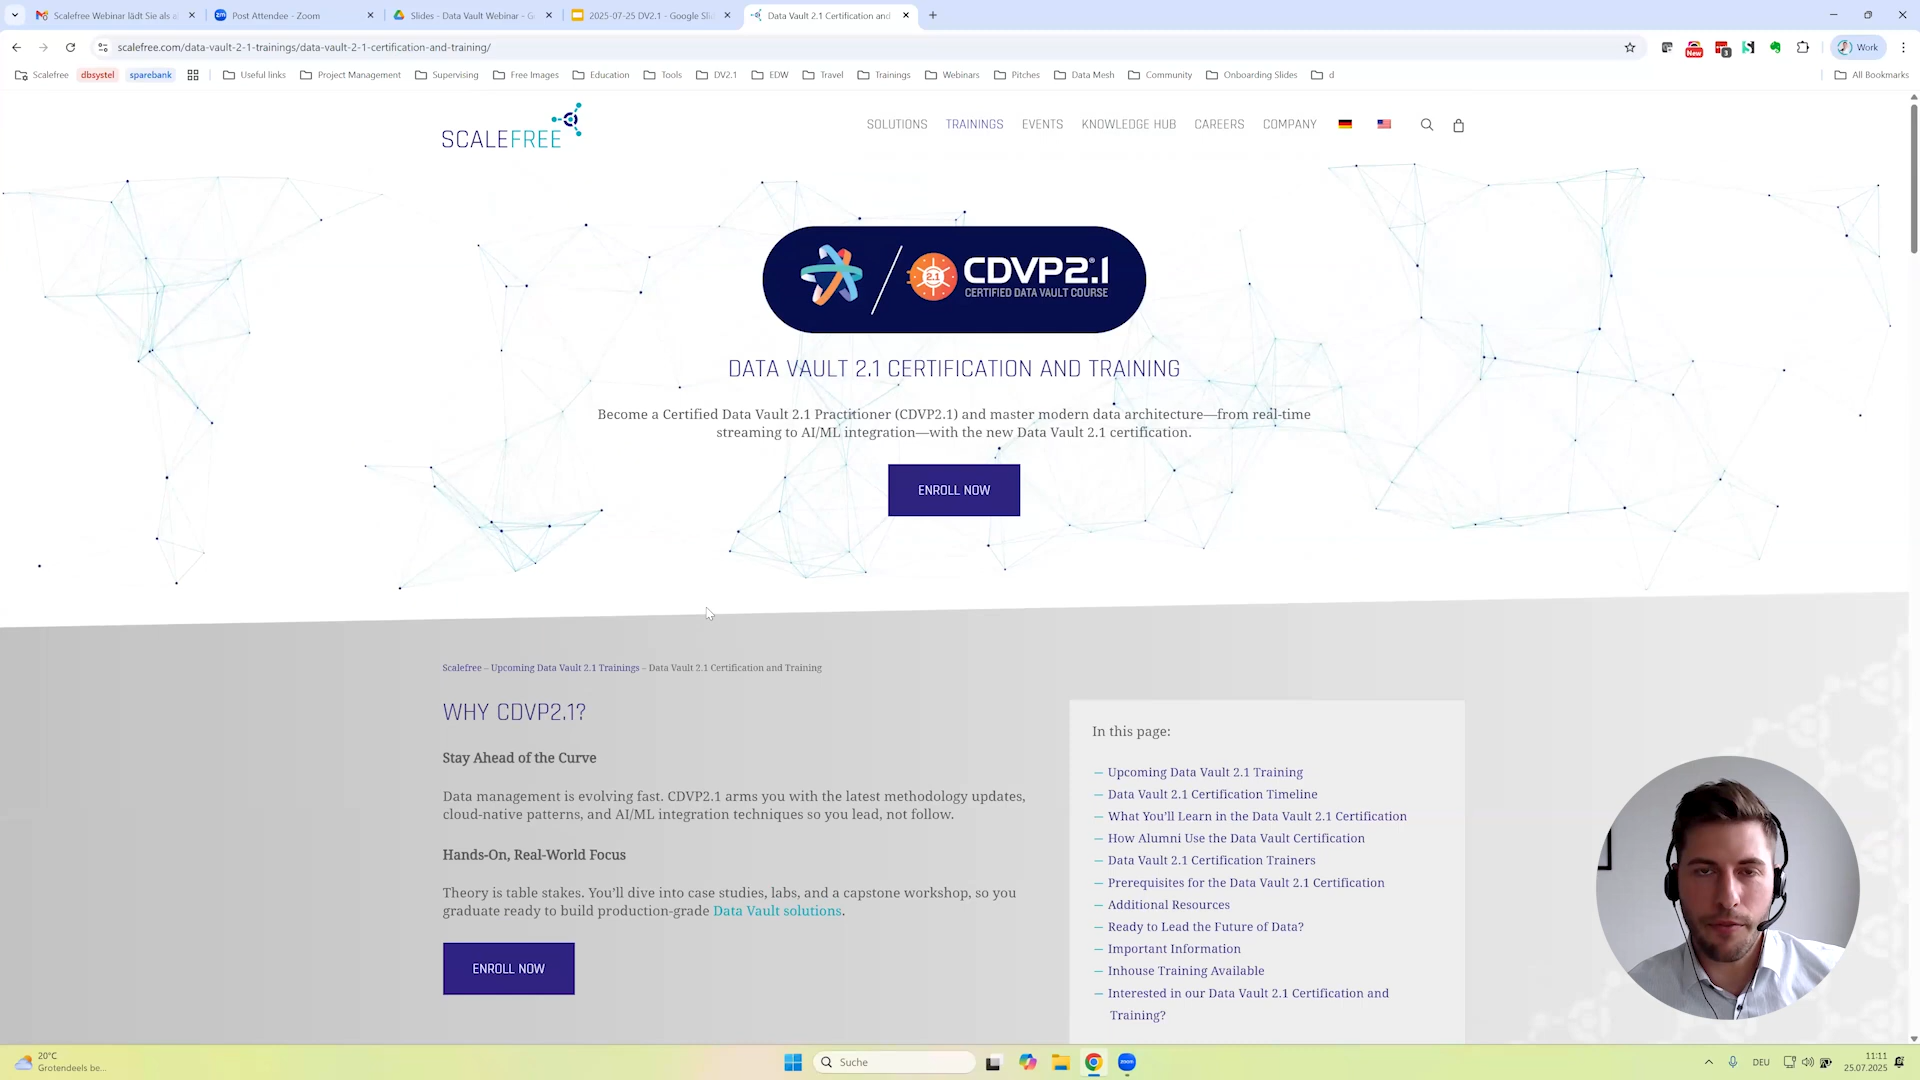 Scalefree Webinar lädt Sie als a
Post Attendee - Zoom
Slides - Data Vault Webinar - G
2025-07-25 DV2.1 - Google Sli
Data Vault 2.1 Certification and
scalefree.com/data-vault-2-1-trainings/data-vault-2-1-certification-and-training/
New
3
Work
Scalefree
dbsystel
sparebank
Useful links
Project Management
Supervising
Free Images
Education
Tools
DV2.1
EDW
Travel
Trainings
Webinars
Pitches
Data Mesh
Community
Onboarding Slides
d
All Bookmarks
SCALEFREE
SOLUTIONS
TRAININGS
EVENTS
KNOWLEDGE HUB
CAREERS
COMPANY
2.1
CDVP2.1
CERTIFIED DATA VAULT COURSE
DATA VAULT 2.1 CERTIFICATION AND TRAINING
Become a Certified Data Vault 2.1 Practitioner (CDVP2.1) and master modern data architecture—from real-time
streaming to AI/ML integration—with the new Data Vault 2.1 certification.
ENROLL NOW
Scalefree – Upcoming Data Vault 2.1 Trainings – Data Vault 2.1 Certification and Training
WHY CDVP2.1?
Stay Ahead of the Curve
Data management is evolving fast. CDVP2.1 arms you with the latest methodology updates,
cloud-native patterns, and AI/ML integration techniques so you lead, not follow.
Hands-On, Real-World Focus
Theory is table stakes. You’ll dive into case studies, labs, and a capstone workshop, so you
graduate ready to build production-grade Data Vault solutions.
ENROLL NOW
In this page:
— Upcoming Data Vault 2.1 Training
— Data Vault 2.1 Certification Timeline
— What You’ll Learn in the Data Vault 2.1 Certification
— How Alumni Use the Data Vault Certification
— Data Vault 2.1 Certification Trainers
— Prerequisites for the Data Vault 2.1 Certification
— Additional Resources
— Ready to Lead the Future of Data?
— Important Information
— Inhouse Training Available
— Interested in our Data Vault 2.1 Certification and
Training?
20°C
Grotendeels be...
Suche
zoom
DEU
11:11
25.07.2025